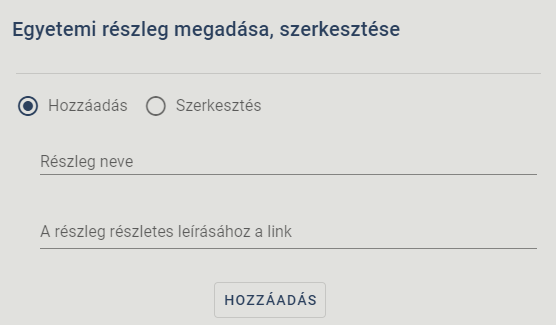 Egyetemi részleg megadása, szerkesztése
Hozzáadás Szerkesztés
Részleg neve
A részleg részletes leírásához a link
HOZZÁADÁS